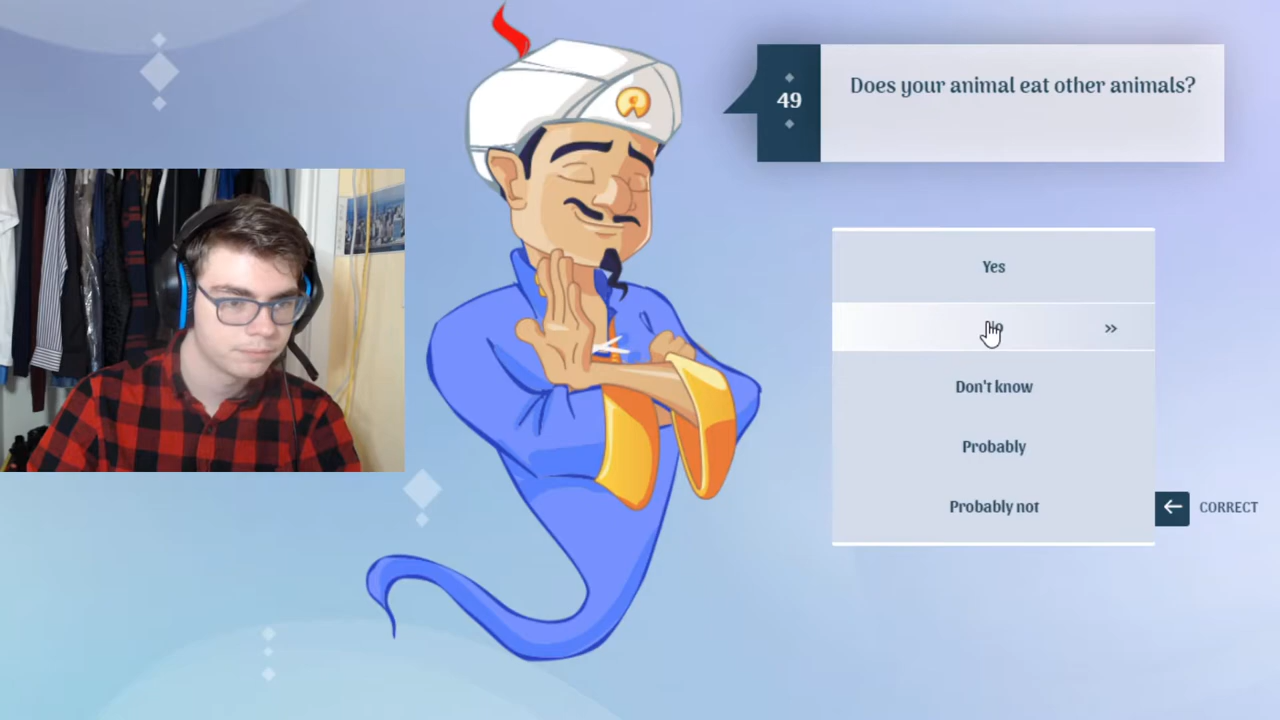 49
Does your animal eat other animals?
Yes
Don't know
Probably
Probably not
CORRECT